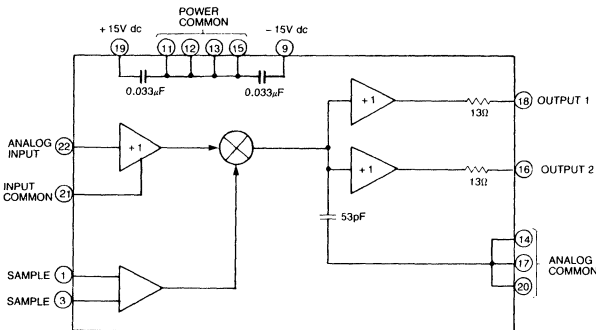 POWER
COMMON
+ 15V dc
− 15V dc
19
11
12
13
15
9
0.033µF
0.033µF
+ 1
18
OUTPUT 1
13Ω
ANALOG
INPUT
22
+ 1
+ 1
16
OUTPUT 2
13Ω
INPUT
COMMON
21
53pF
14
17
20
ANALOG
COMMON
SAMPLE
1
SAMPLE
3